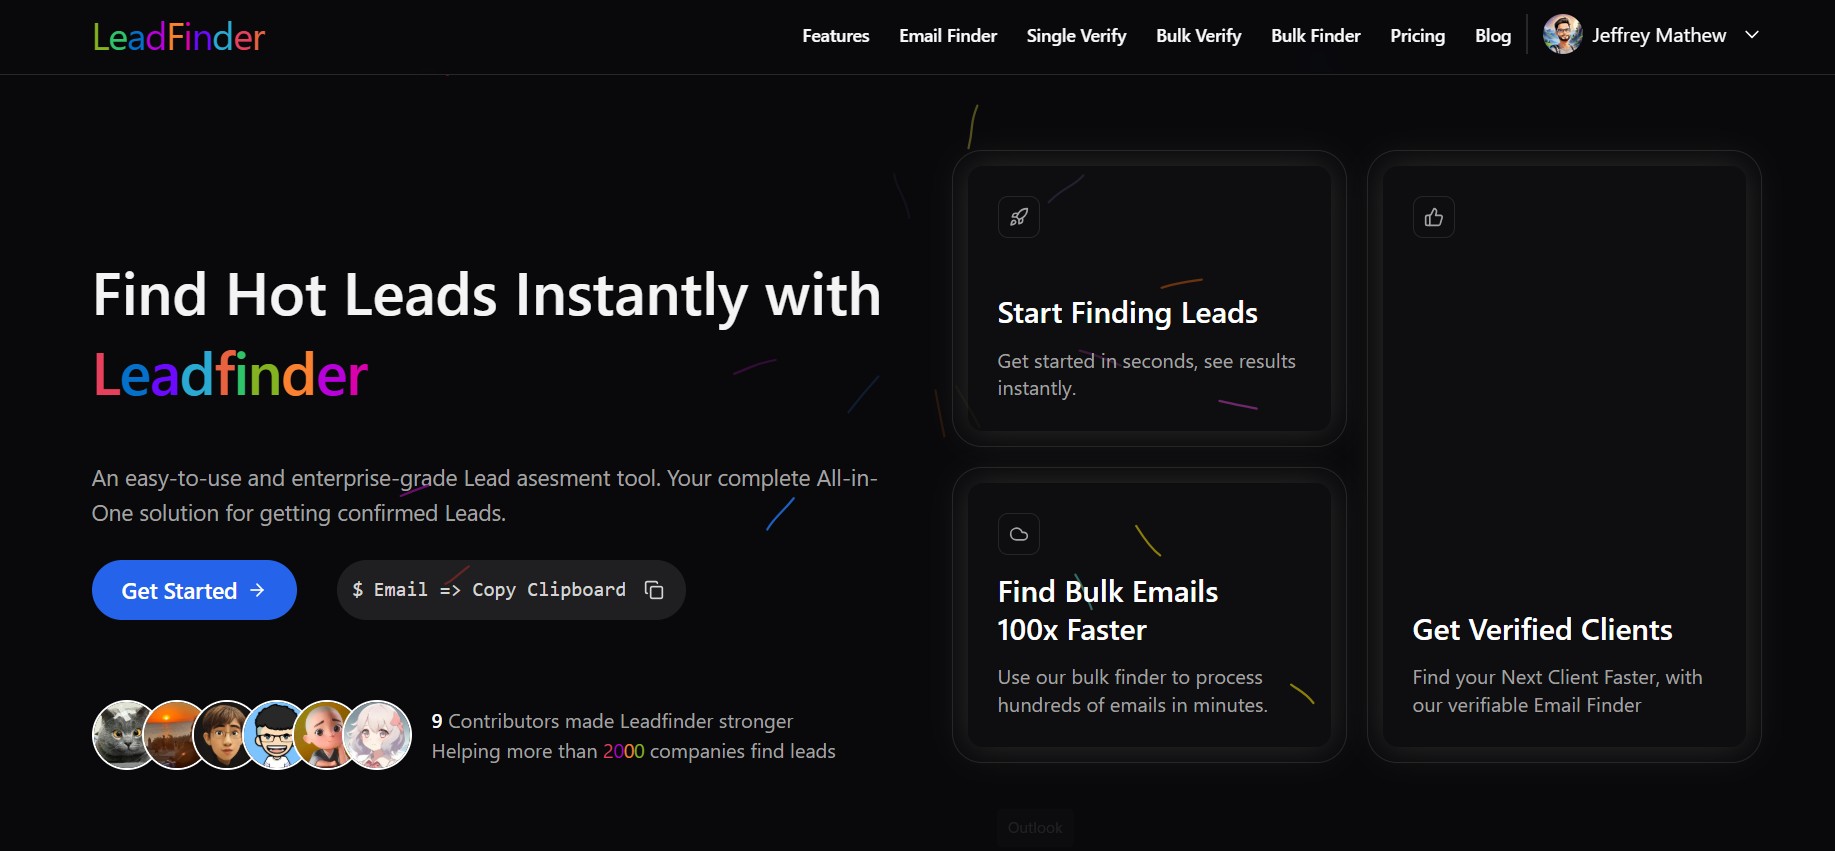 LeadFinder
Features
Email Finder
Single Verify
Bulk Verify
Bulk Finder
Pricing
Blog
Jeffrey Mathew
Find Hot Leads Instantly with
Leadfinder
An easy-to-use and enterprise-grade Lead asesment tool. Your complete All-in-
One solution for getting confirmed Leads.
Get Started
$ Email => Copy Clipboard
9 Contributors made Leadfinder stronger
Helping more than 2000 companies find leads
Start Finding Leads
Get started in seconds, see results
instantly.
Find Bulk Emails
100x Faster
Use our bulk finder to process
hundreds of emails in minutes.
Get Verified Clients
Find your Next Client Faster, with
our verifiable Email Finder
Outlook